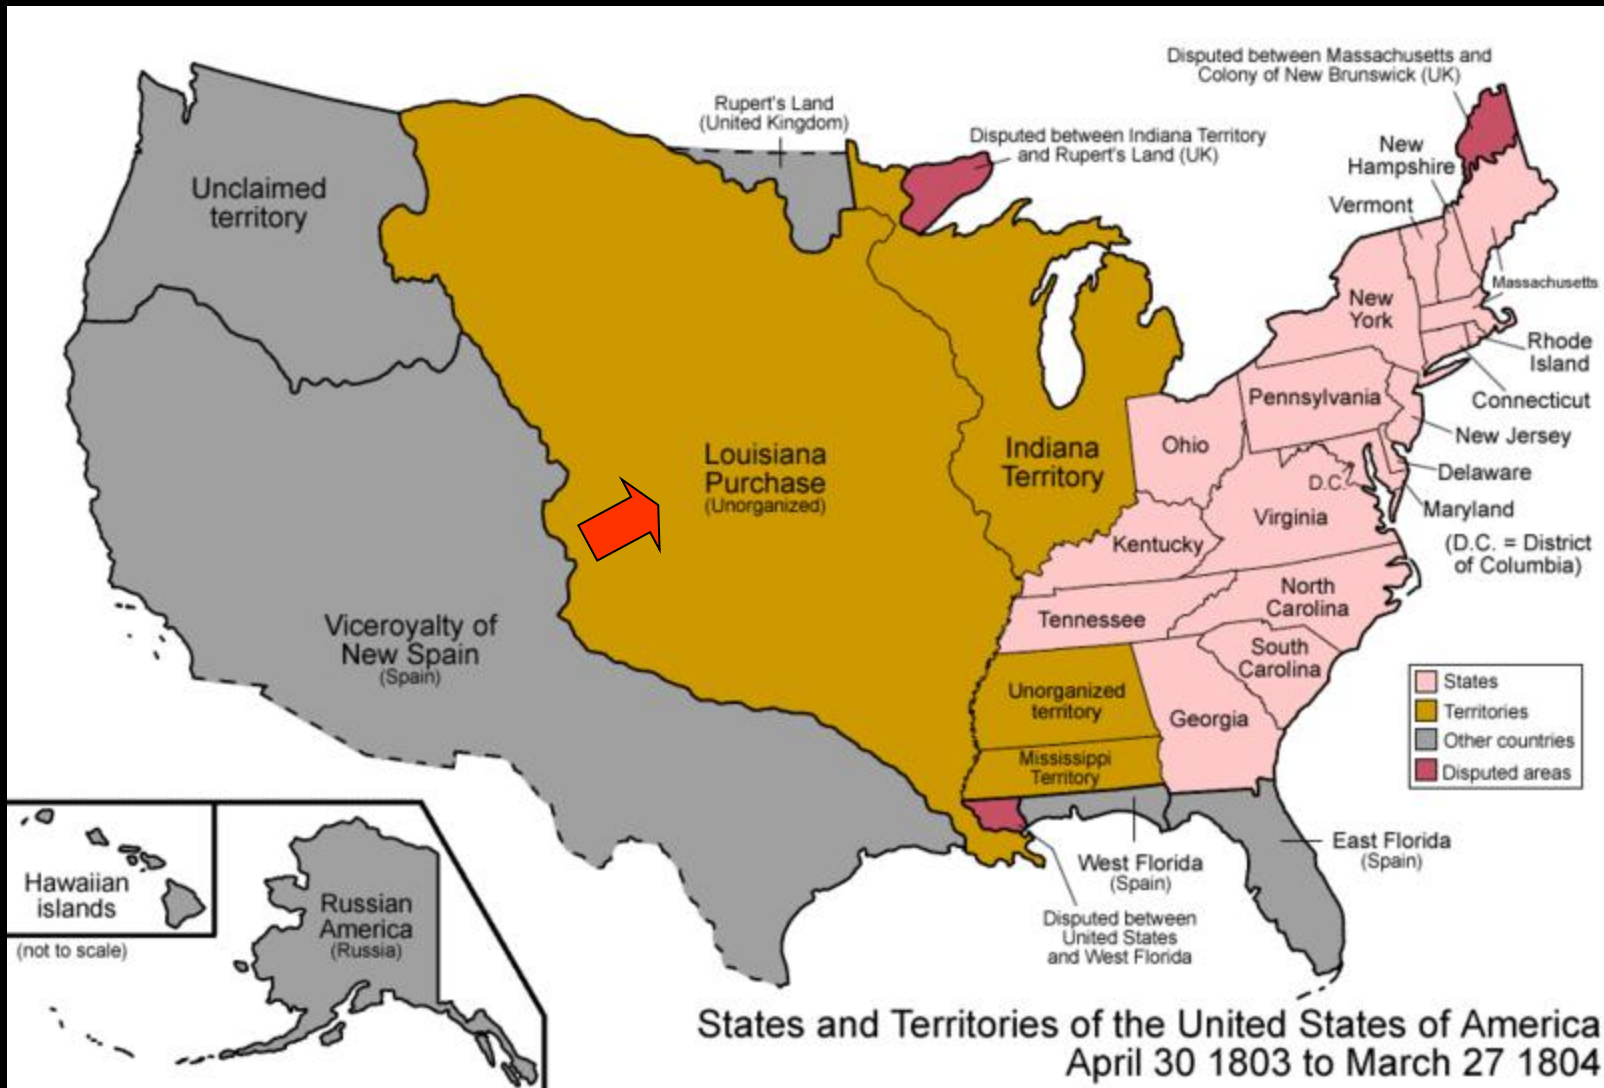 Disputed between Massachusetts and
Colony of New Brunswick (UK)
Rupert's Land
(United Kingdom)
Disputed between Indiana Territory
and Rupert's Land (UK)
New
Hampshire
Vermont
Unclaimed
territory
Massachusetts
New
York
Rhode
Island
Connecticut
Pennsylvania
New Jersey
Ohio
Delaware
Louisiana
Purchase
(Unorganized)
Indiana
Territory
D.C.
Maryland
Virginia
(D.C. = District
of Columbia)
Kentucky
North
Carolina
Tennessee
Viceroyalty of
New Spain
(Spain)
South
Carolina
Unorganized
territory
Georgia
Mississippi
Territory
States
Territories
Other countries
Disputed areas
East Florida
(Spain)
West Florida
(Spain)
Disputed between
United States
and West Florida
Hawaiian
islands
(not to scale)
Russian
America
(Russia)
States and Territories of the United States of America
April 30 1803 to March 27 1804